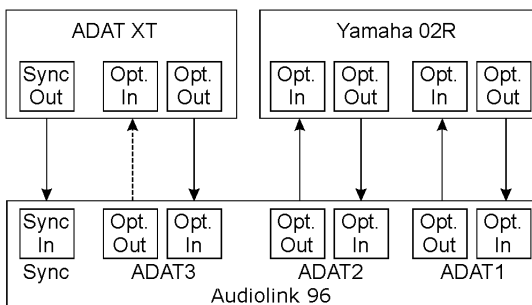 ADAT XT
Yamaha 02R
Sync Out
Opt. In
Opt. Out
Opt. In
Opt. Out
Opt. In
Opt. Out
Sync In
Opt. Out
Opt. In
Opt. Out
Opt. In
Opt. Out
Opt. In
Sync
ADAT3
ADAT2
ADAT1
Audiolink 96